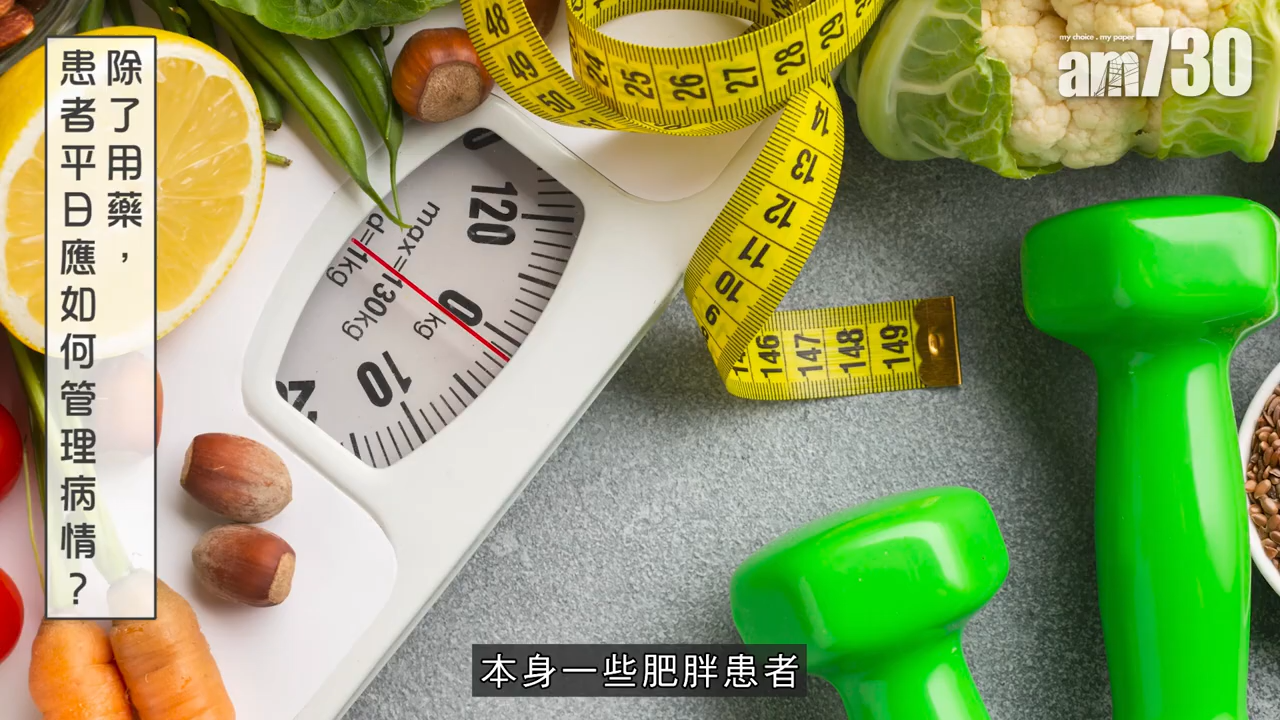 除了用藥，
患者平日應如何管理病情？
my choice . my paper
am730
48
49
50
24
25
26
27
28
29
14
13
12
11
10
9
146
147
148
149
0
120
max=130kg
d=1kg
0
kg
10
本身一些肥胖患者